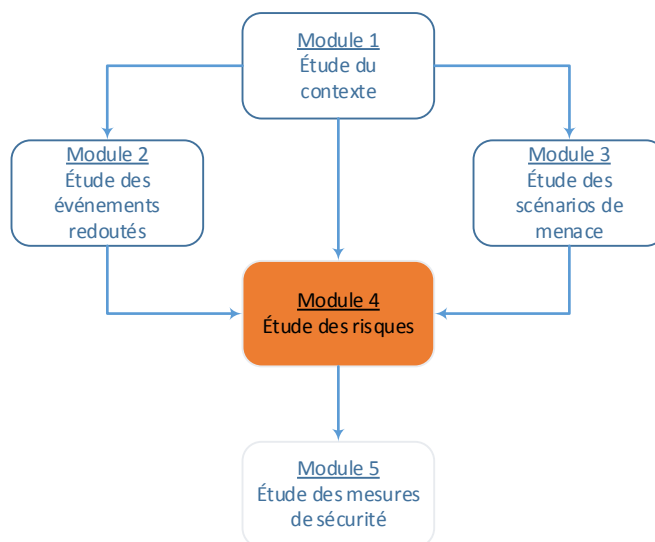 Module 1
Étude du
contexte
Module 2
Étude des
événements
redoutés
Module 3
Étude des
scénarios de
menace
Module 4
Étude des risques
Module 5
Étude des mesures
de sécurité